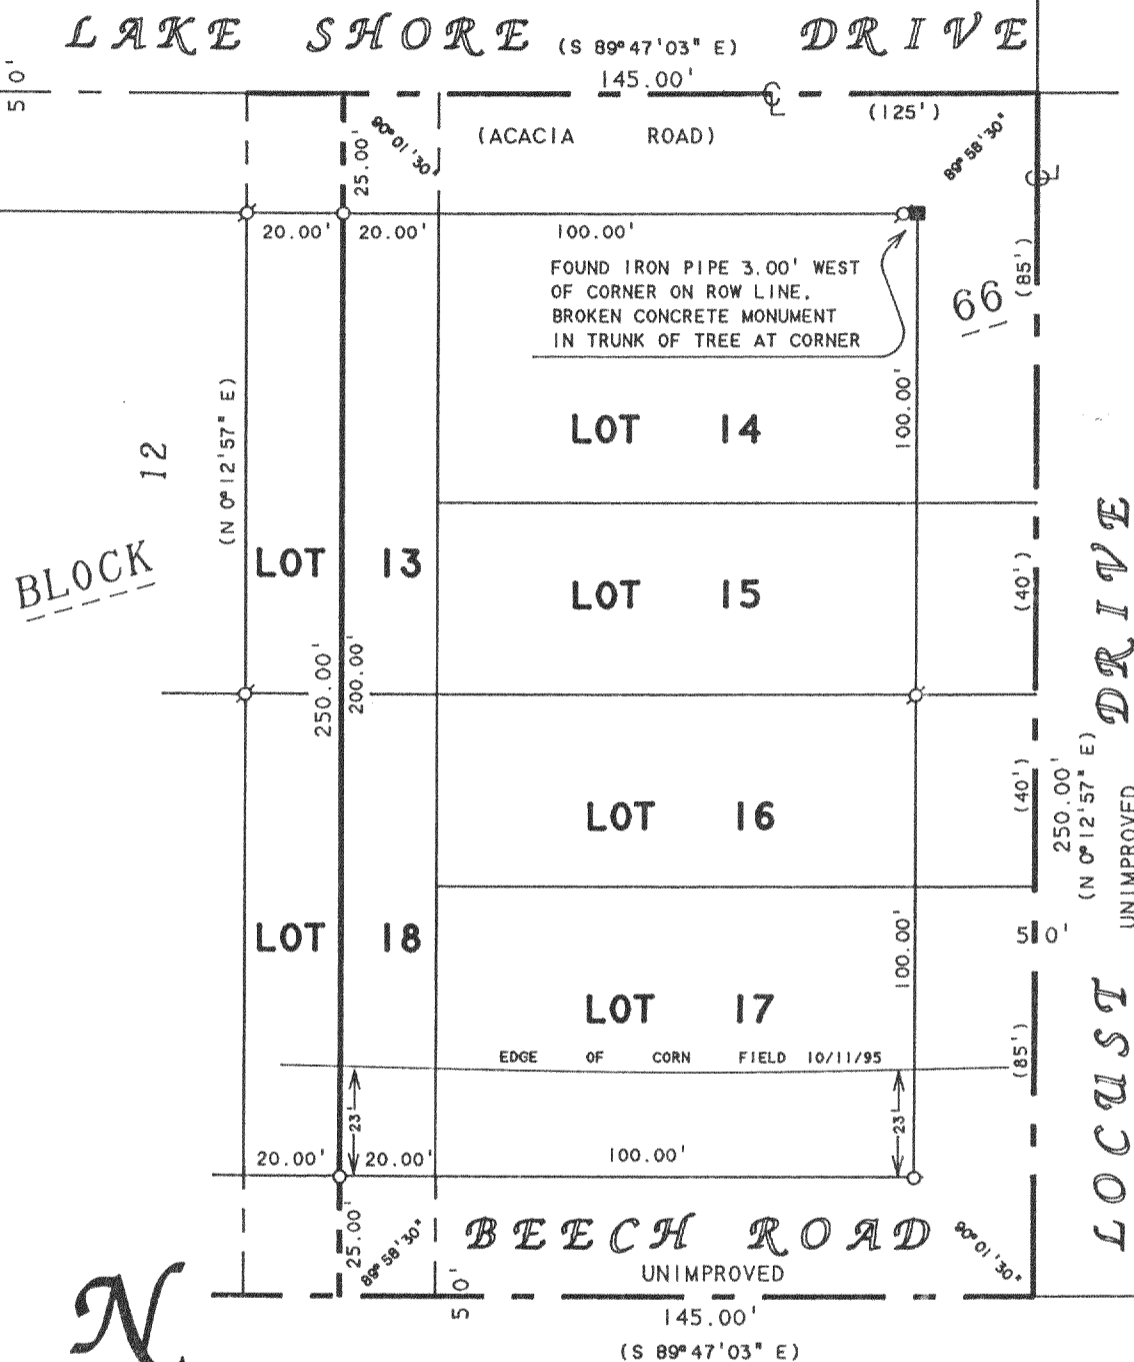 LAKE SHORE (S 89°47'03" E) DRIVE
50'
145.00'
(125')
(ACACIA ROAD)
90°01'30"
89°58'30"
25.00'
20.00' 20.00' 100.00'
FOUND IRON PIPE 3.00' WEST
OF CORNER ON ROW LINE.
BROKEN CONCRETE MONUMENT
IN TRUNK OF TREE AT CORNER
66
(85')
100.00'
LOT 14
(N 0°12'57" E)
12
BLOCK
LOT 13
LOT 15
(40')
250.00'
200.00'
LOT 16
(40')
250.00'
(N 0°12'57" E)
UNIMPROVED
LOCUST DRIVE
LOT 18
100.00'
50'
LOT 17
EDGE OF CORN FIELD 10/11/95
(85')
23'
23'
20.00' 20.00' 100.00'
25.00'
89°58'30"
BEECH ROAD
90°01'30"
UNIMPROVED
50'
145.00'
(S 89°47'03" E)
N